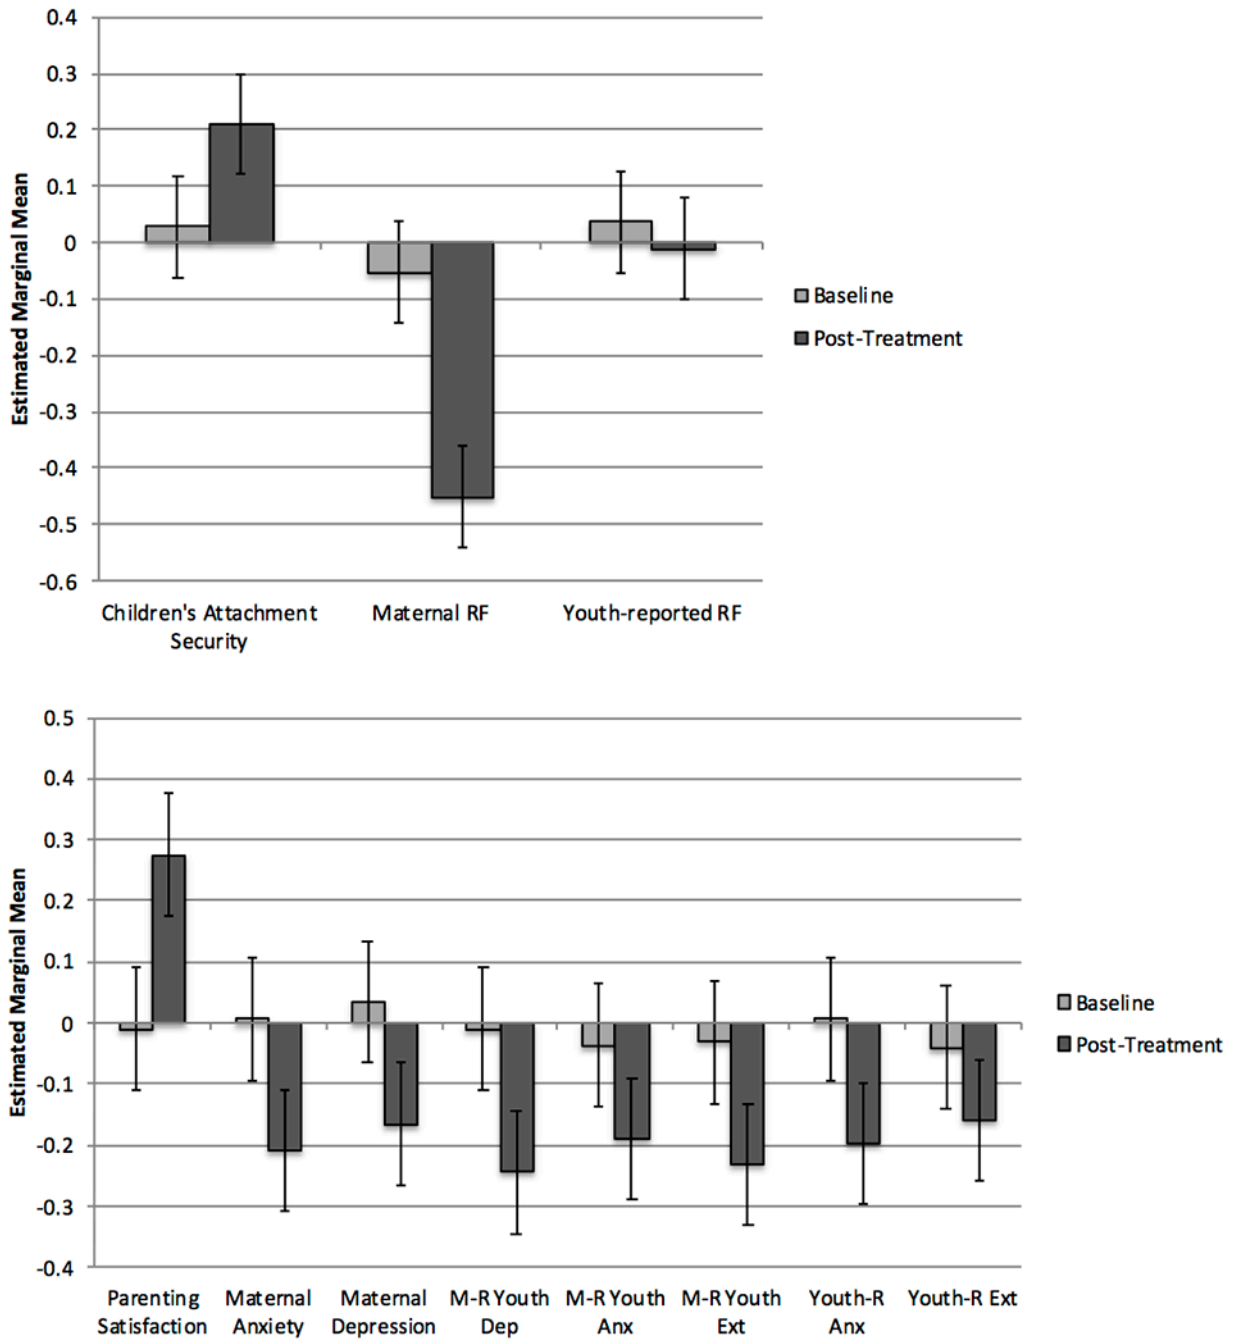 0.4
0.3
0.2
0.1
0
-0.1
-0.2
-0.3
-0.4
-0.5
-0.6
Estimated Marginal Mean
Children's Attachment
Security
Maternal RF
Youth-reported RF
Baseline
Post-Treatment
0.5
0.4
0.3
0.2
0.1
0
-0.1
-0.2
-0.3
-0.4
Estimated Marginal Mean
Parenting
Satisfaction
Maternal
Anxiety
Maternal
Depression
M-R Youth
Dep
M-R Youth
Anx
M-R Youth
Ext
Youth-R
Anx
Youth-R Ext
Baseline
Post-Treatment